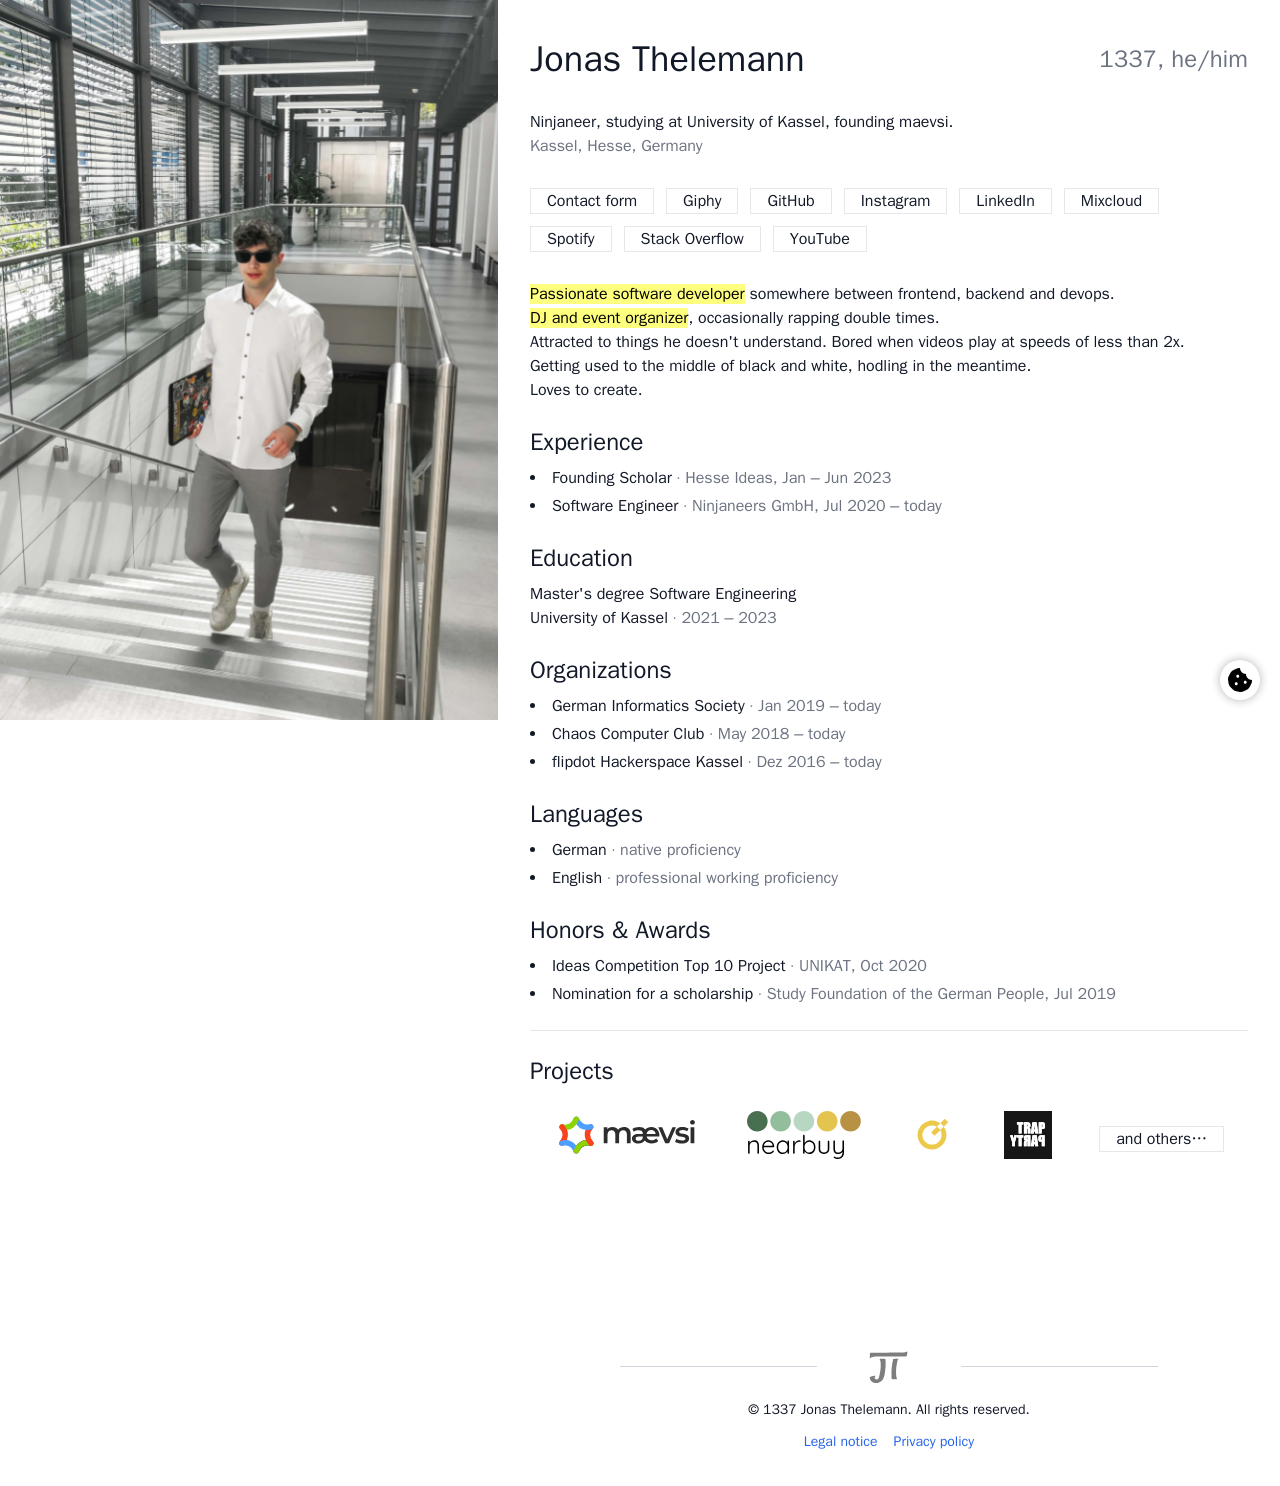 Jonas Thelemann
1337, he/him
Ninjaneer, studying at University of Kassel, founding maevsi.
Kassel, Hesse, Germany
Contact form Giphy GitHub Instagram LinkedIn Mixcloud
Spotify Stack Overflow YouTube
Passionate software developer somewhere between frontend, backend and devops.
DJ and event organizer, occasionally rapping double times.
Attracted to things he doesn't understand. Bored when videos play at speeds of less than 2x.
Getting used to the middle of black and white, hodling in the meantime.
Loves to create.
Experience
• Founding Scholar · Hesse Ideas, Jan – Jun 2023
• Software Engineer · Ninjaneers GmbH, Jul 2020 – today
Education
Master's degree Software Engineering
University of Kassel · 2021 – 2023
Organizations
• German Informatics Society · Jan 2019 – today
• Chaos Computer Club · May 2018 – today
• flipdot Hackerspace Kassel · Dez 2016 – today
Languages
• German · native proficiency
• English · professional working proficiency
Honors & Awards
• Ideas Competition Top 10 Project · UNIKAT, Oct 2020
• Nomination for a scholarship · Study Foundation of the German People, Jul 2019
Projects
mævsi
nearbuy
TRAP
PARTY
and others…
JT
© 1337 Jonas Thelemann. All rights reserved.
Legal notice Privacy policy